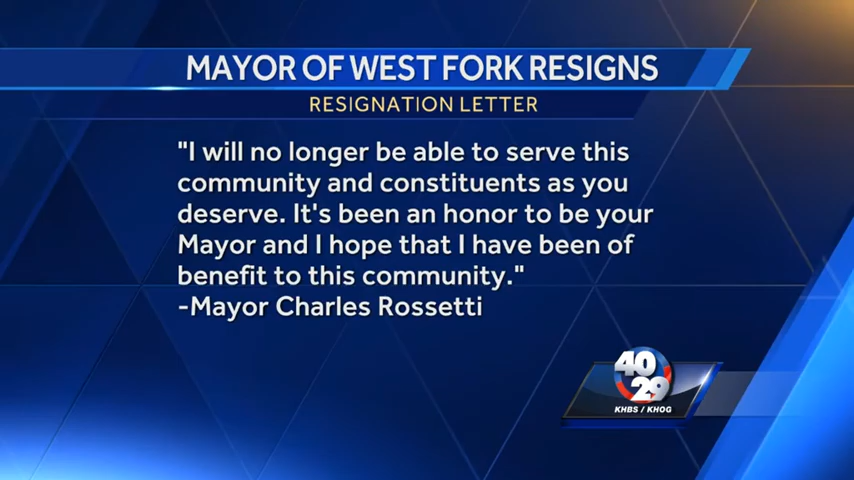 MAYOR OF WEST FORK RESIGNS
RESIGNATION LETTER
"I will no longer be able to serve this
community and constituents as you
deserve. It's been an honor to be your
Mayor and I hope that I have been of
benefit to this community."
-Mayor Charles Rossetti
40
29
KHBS / KHOG